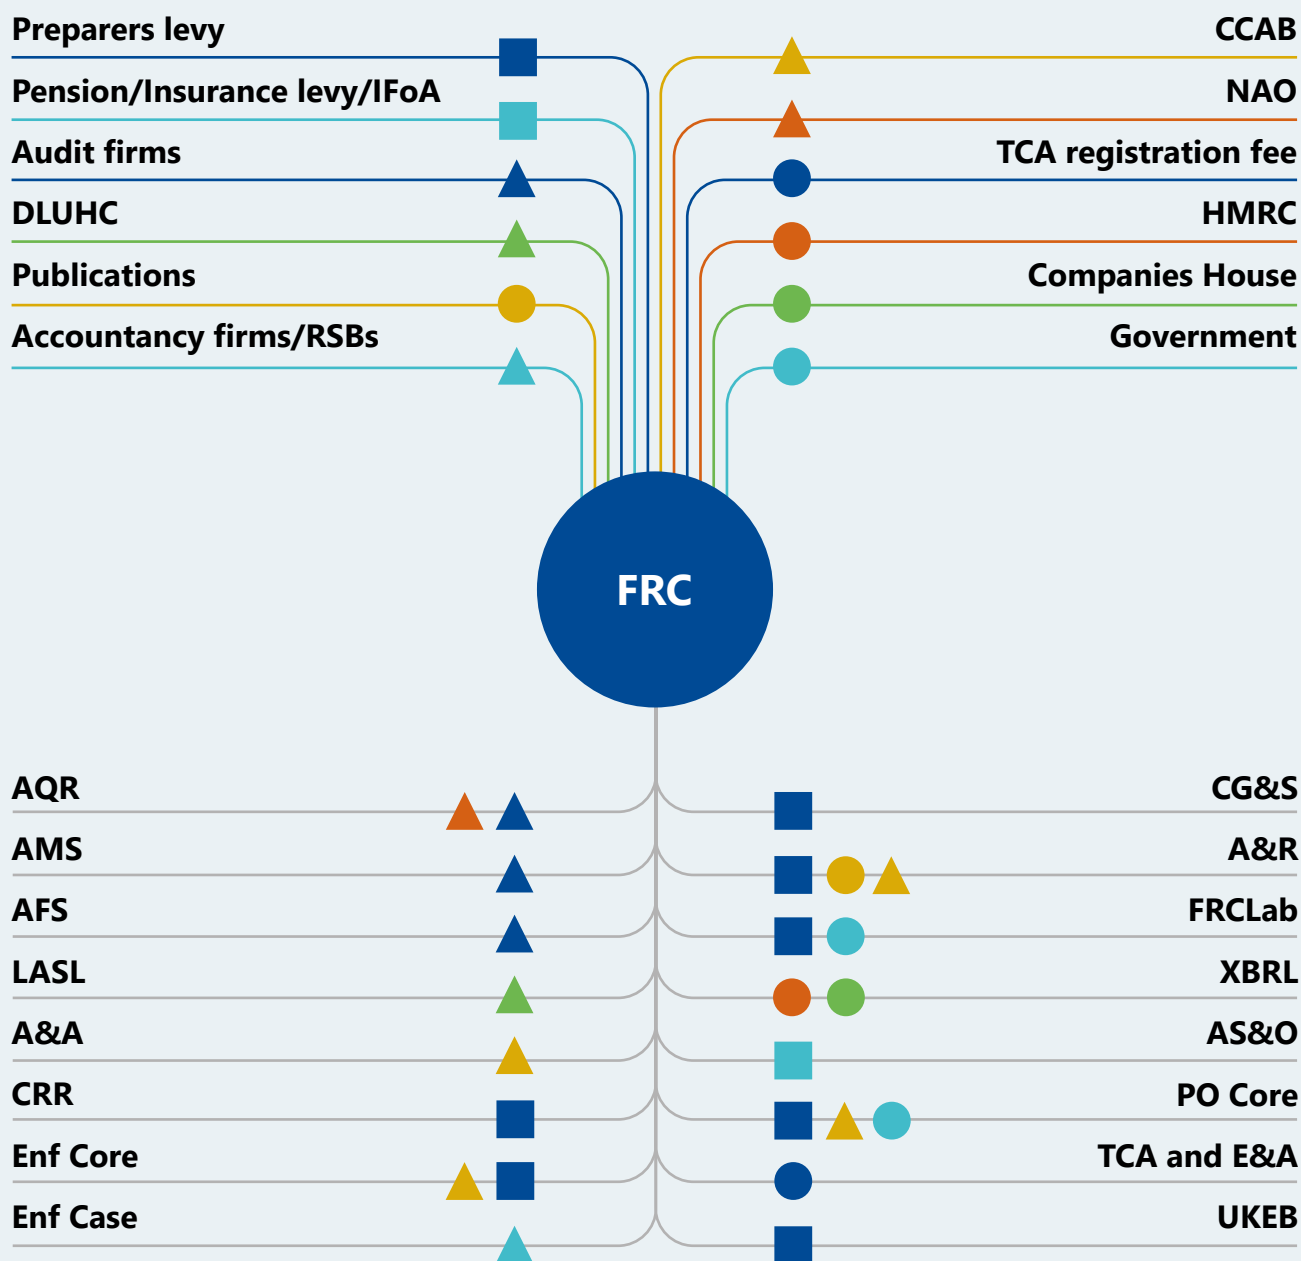 Preparers levy
CCAB
Pension/Insurance levy/IFoA
NAO
Audit firms
TCA registration fee
DLUHC
HMRC
Publications
Companies House
Accountancy firms/RSBs
Government
FRC
AQR
CG&S
AMS
A&R
AFS
FRCLab
LASL
XBRL
A&A
AS&O
CRR
PO Core
Enf Core
TCA and E&A
Enf Case
UKEB